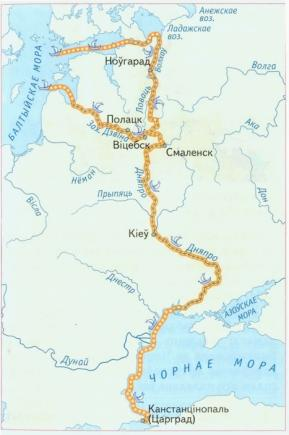 Анежскае
воз.
Ладажскае
воз.
Ноўгарад
Волхаў
БАЛТЫЙСКАЕ МОРА
Ловаць
Волга
Полацк
Зах. Дзвіна
Віцебск
Смаленск
Ака
Нёман
Дняпро
Прыпяць
Вісла
Дон
Кіеў
Дняпро
Днестр
АЗОЎСКАЕ
МОРА
Дунай
ЧОРНАЕ МОРА
Канстанцінопаль
(Царград)